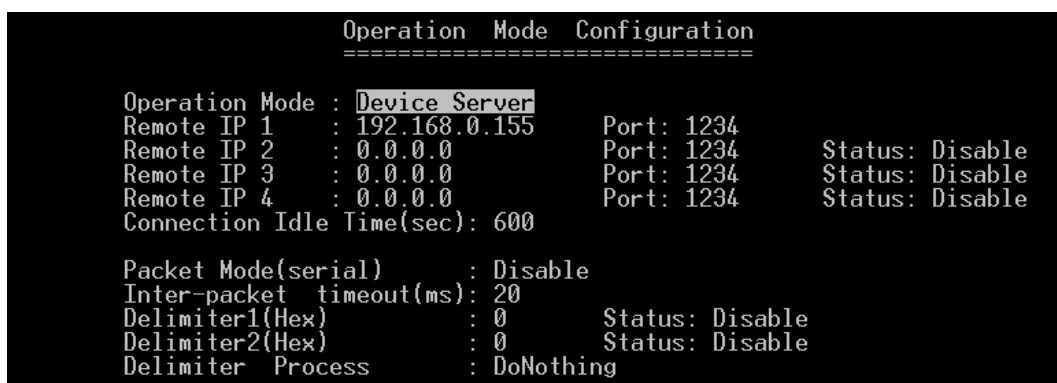 Operation Mode Configuration
==============================
Operation Mode : Device Server
Remote IP 1 : 192.168.0.155 Port: 1234
Remote IP 2 : 0.0.0.0 Port: 1234 Status: Disable
Remote IP 3 : 0.0.0.0 Port: 1234 Status: Disable
Remote IP 4 : 0.0.0.0 Port: 1234 Status: Disable
Connection Idle Time(sec): 600
Packet Mode(serial) : Disable
Inter-packet timeout(ms): 20
Delimiter1(Hex) : 0 Status: Disable
Delimiter2(Hex) : 0 Status: Disable
Delimiter Process : DoNothing